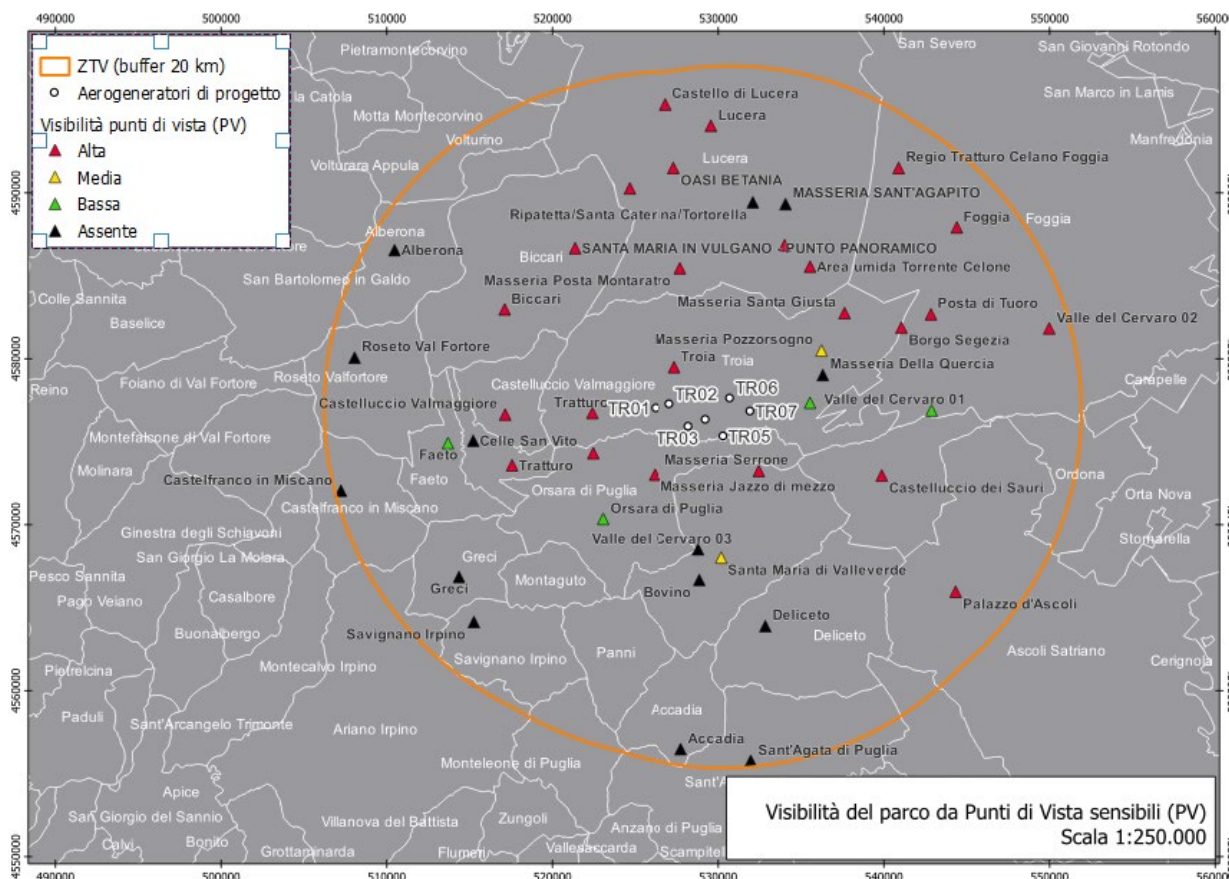 490000 500000 510000 520000 530000 540000 550000 560000
ZTV (buffer 20 km)
Aerogeneratori di progetto
Visibilità punti di vista (PV)
Alta
Media
Bassa
Assente
Pietramontecorvino
San Severo
San Giovanni Rotondo
la Catola
Motta Montecorvino
San Marco in Lamis
Castello di Lucera
Lucera
Volturino
Manfredonia
Volturara Appula
Lucera
Regio Tratturo Celano Foggia
OASI BETANIA
MASSERIA SANT'AGAPITO
4590000
Ripatetta/Santa Caterina/Tortorella
Foggia
Foggia
Alberona
Alberona
SANTA MARIA IN VULGANO - PUNTO PANORAMICO
Biccari
San Bartolomeo in Galdo
Area umida Torrente Celone
Masseria Posta Montaratro
Colle Sannita
Biccari
Masseria Santa Giusta
Posta di Tuoro
Baselice
Valle del Cervaro 02
Masseria Pozzorsogno
Borgo Segezia
Roseto Val Fortore
4580000
Troia
Troia
Masseria Della Quercia
Reino
Foiano di Val Fortore
Roseto Valfortore
Castelluccio Valmaggiore
Carapelle
TR06
TR02
Castelluccio Valmaggiore
Tratturo
TR01
Valle del Cervaro 01
TR07
Montefalcone di Val Fortore
TR03
TR05
Celle San Vito
Faeto
Masseria Serrone
Molinara
Tratturo
Ordona
Castelfranco in Miscano
Faeto
Masseria Jazzo di mezzo
Castelluccio dei Sauri
Orsara di Puglia
Orta Nova
Castelfranco in Miscano
Orsara di Puglia
4570000
Ginestra degli Schiavoni
Valle del Cervaro 03
Stornarella
San Giorgio La Molara
Greci
Pesco Sannita
Montaguto
Santa Maria di Valleverde
Greci
Bovino
Pago Veiano
Casalbore
Palazzo d'Ascoli
Deliceto
Buonalbergo
Savignano Irpino
Deliceto
Panni
Ascoli Satriano
Savignano Irpino
Cerignola
Pietrelcina
Montecalvo Irpino
4560000
Accadia
Paduli
Sant'Arcangelo Trimonte
Ariano Irpino
Accadia
Sant'Agata di Puglia
Monteleone di Puglia
Apice
San Giorgio del Sannio
Villanova del Battista
Zungoli
Anzano di Puglia
Visibilità del parco da Punti di Vista sensibili (PV)
Scala 1:250.000
Calvi
Bonito
Grottaminarda
Flumeri
Vallesaccarda
4550000
490000 500000 510000 520000 530000 540000 550000 560000